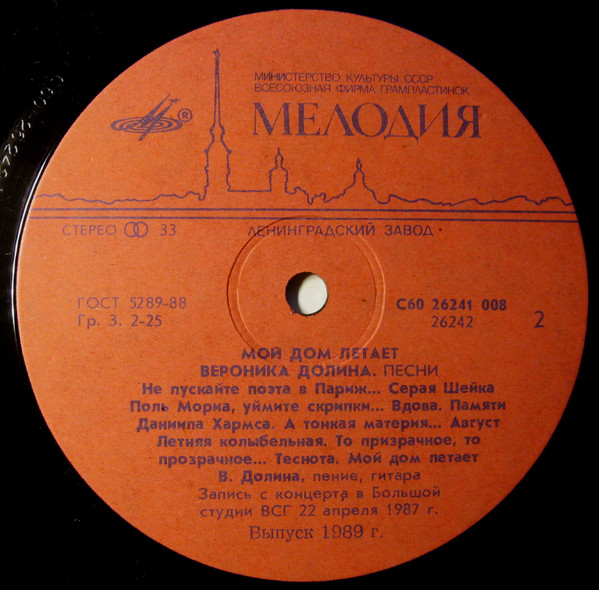 МИНИСТЕРСТВО КУЛЬТУРЫ СССР
ВСЕСОЮЗНАЯ ФИРМА ГРАМПЛАСТИНОК
МЕЛОДИЯ
®
СТЕРЕО 33 ЛЕНИНГРАДСКИЙ ЗАВОД
ГОСТ 5289-88 С60 26241 008
Гр. 3. 2-25 26242 2
МОЙ ДОМ ЛЕТАЕТ
ВЕРОНИКА ДОЛИНА. ПЕСНИ
Не пускайте поэта в Париж... Серая Шейка
Поль Мориа, уймите скрипки... Вдова. Памяти
Даниила Хармса. А тонкая материя... Август
Летняя колыбельная. То призрачное, то
прозрачное... Теснота. Мой дом летает
В. Долина, пение, гитара
Запись с концерта в Большой
студии ВСГ 22 апреля 1987 г.
Выпуск 1989 г.